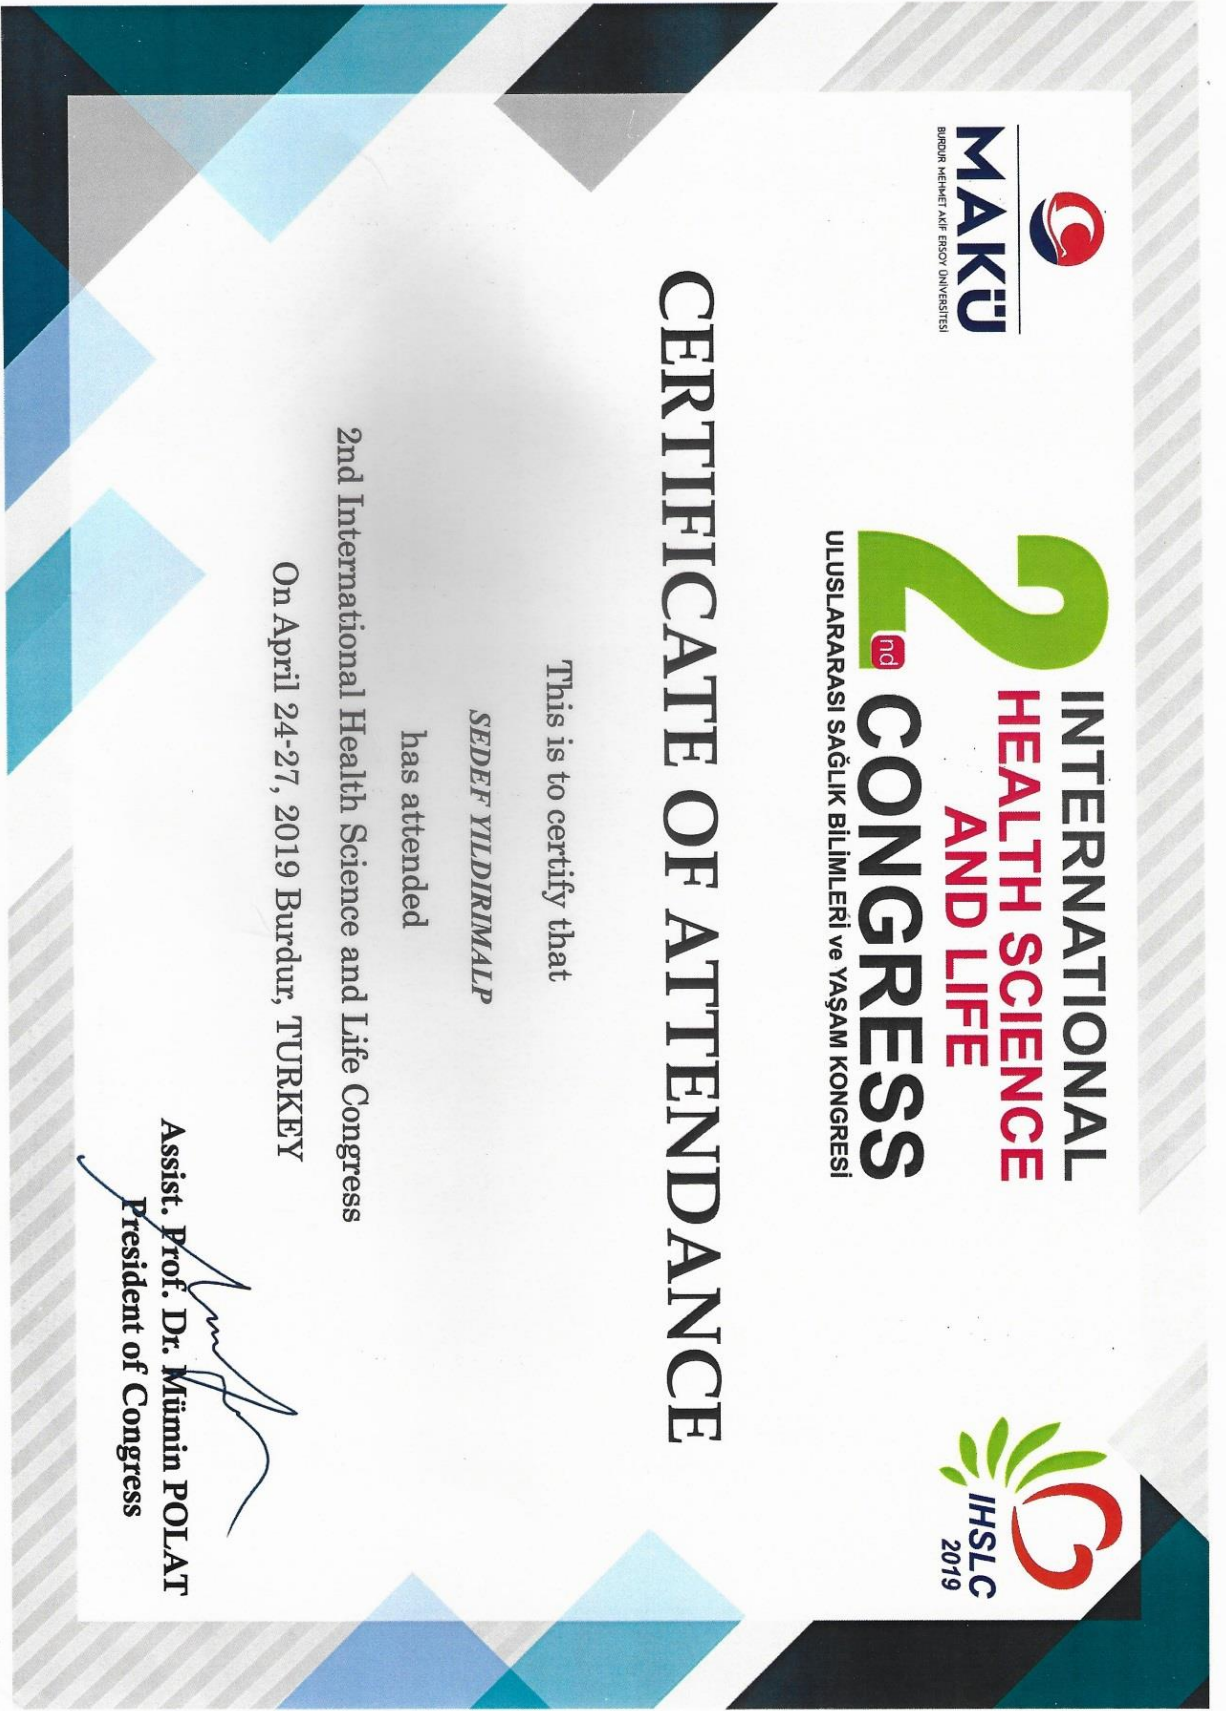 MAKÜ
BURDUR MEHMET AKİF ERSOY ÜNİVERSİTESİ
INTERNATIONAL
HEALTH SCIENCE
AND LIFE
2.nd CONGRESS
ULUSLARARASI SAĞLIK BİLİMLERİ ve YAŞAM KONGRESİ
IHSLC
2019
CERTIFICATE OF ATTENDANCE
This is to certify that
SEDEF YILDIRIMALP
has attended
2nd International Health Science and Life Congress
On April 24-27, 2019 Burdur, TURKEY
Assist. Prof. Dr. Mümin POLAT
President of Congress